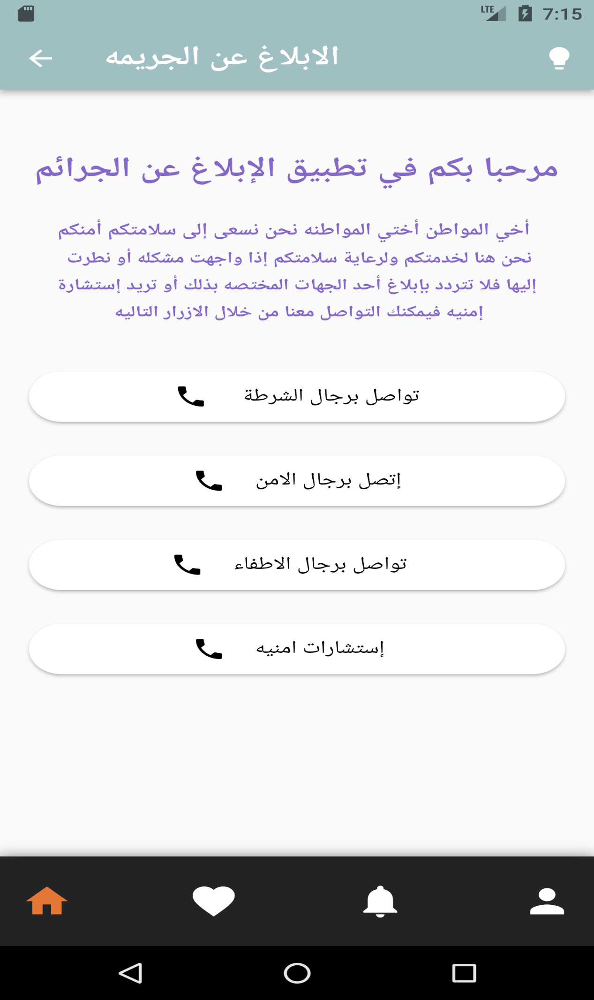 LTE 7:15
الابلاغ عن الجريمه
مرحبا بكم في تطبيق الإبلاغ عن الجرائم
أخي المواطن أختي المواطنه نحن نسعى إلى سلامتكم أمنكم
نحن هنا لخدمتكم ولرعاية سلامتكم إذا واجهت مشكله أو نطرت
إليها فلا تتردد بإبلاغ أحد الجهات المختصه بذلك أو تريد إستشارة
إمنيه فيمكنك التواصل معنا من خلال الازرار التاليه
تواصل برجال الشرطة
إتصل برجال الامن
تواصل برجال الاطفاء
إستشارات امنيه